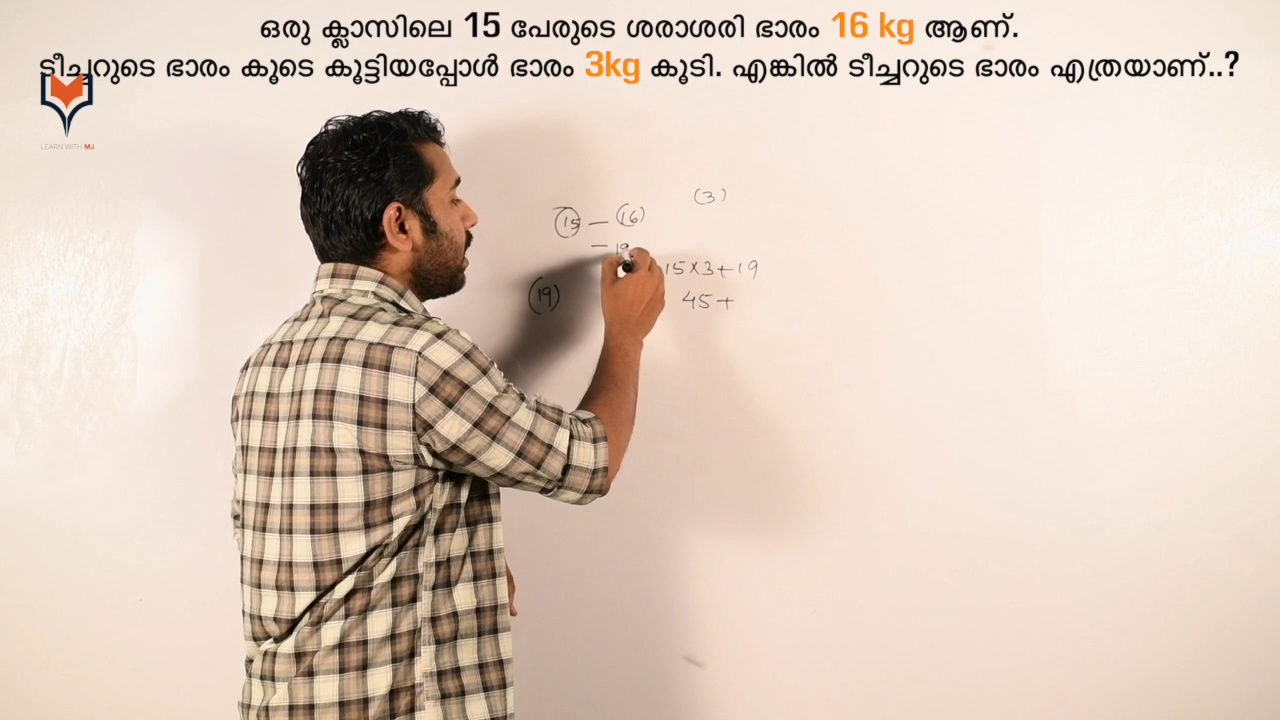 ഒരു ക്ലാസിലെ 15 പേരുടെ ശരാശരി ഭാരം 16 kg ആണ്.
ടീച്ചറുടെ ഭാരം കൂടെ കൂട്ടിയപ്പോൾ ഭാരം 3kg കൂടി. എങ്കിൽ ടീച്ചറുടെ ഭാരം എത്രയാണ്..?
LEARN WITH MJ
(3)
15 — 16
— 19
15×3+19
(19)
45+